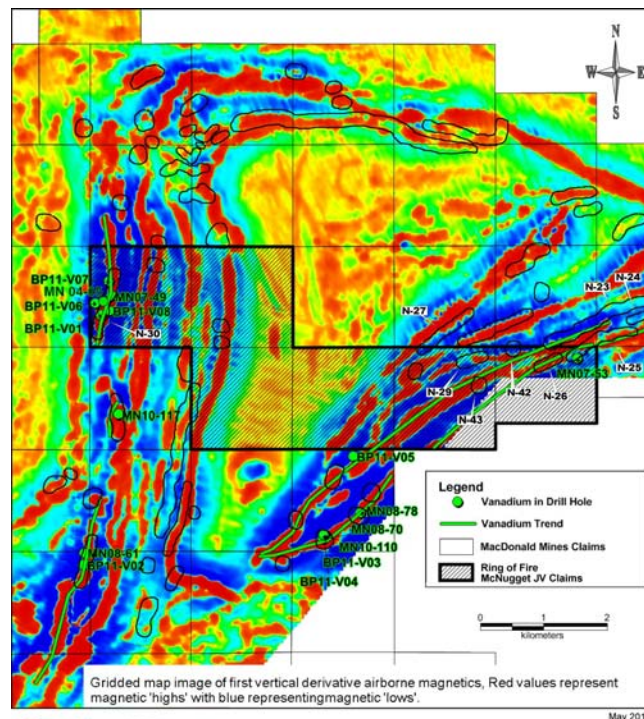 N
W E
S
N-24
N-23
BP11-V07
MN 04-
MN07-49
BP11-V06
BP11-V08
N-27
BP11-V01
N-30
N-25
MN07-53
N-29
N-42
N-26
MN10-117
N-43
BP11-V05
Legend
Vanadium in Drill Hole
MN08-78
Vanadium Trend
MN08-70
MacDonald Mines Claims
MN10-110
MN08-61
BP11-V03
BP11-V02
Ring of Fire
McNugget JV Claims
BP11-V04
0 1 2
kilometers
Gridded map image of first vertical derivative airborne magnetics, Red values represent
magnetic 'highs' with blue representingmagnetic 'lows'.
May 201